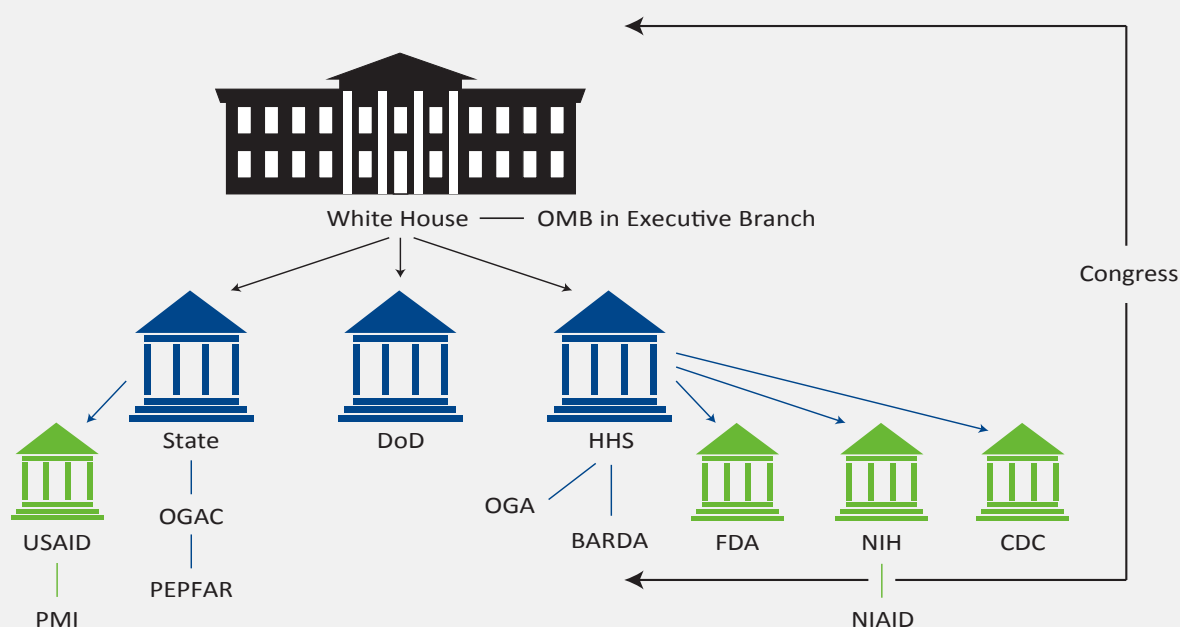 White House
OMB in Executive Branch
Congress
State
DoD
HHS
OGA
OGAC
BARDA
USAID
FDA
NIH
CDC
PEPFAR
PMI
NIAID